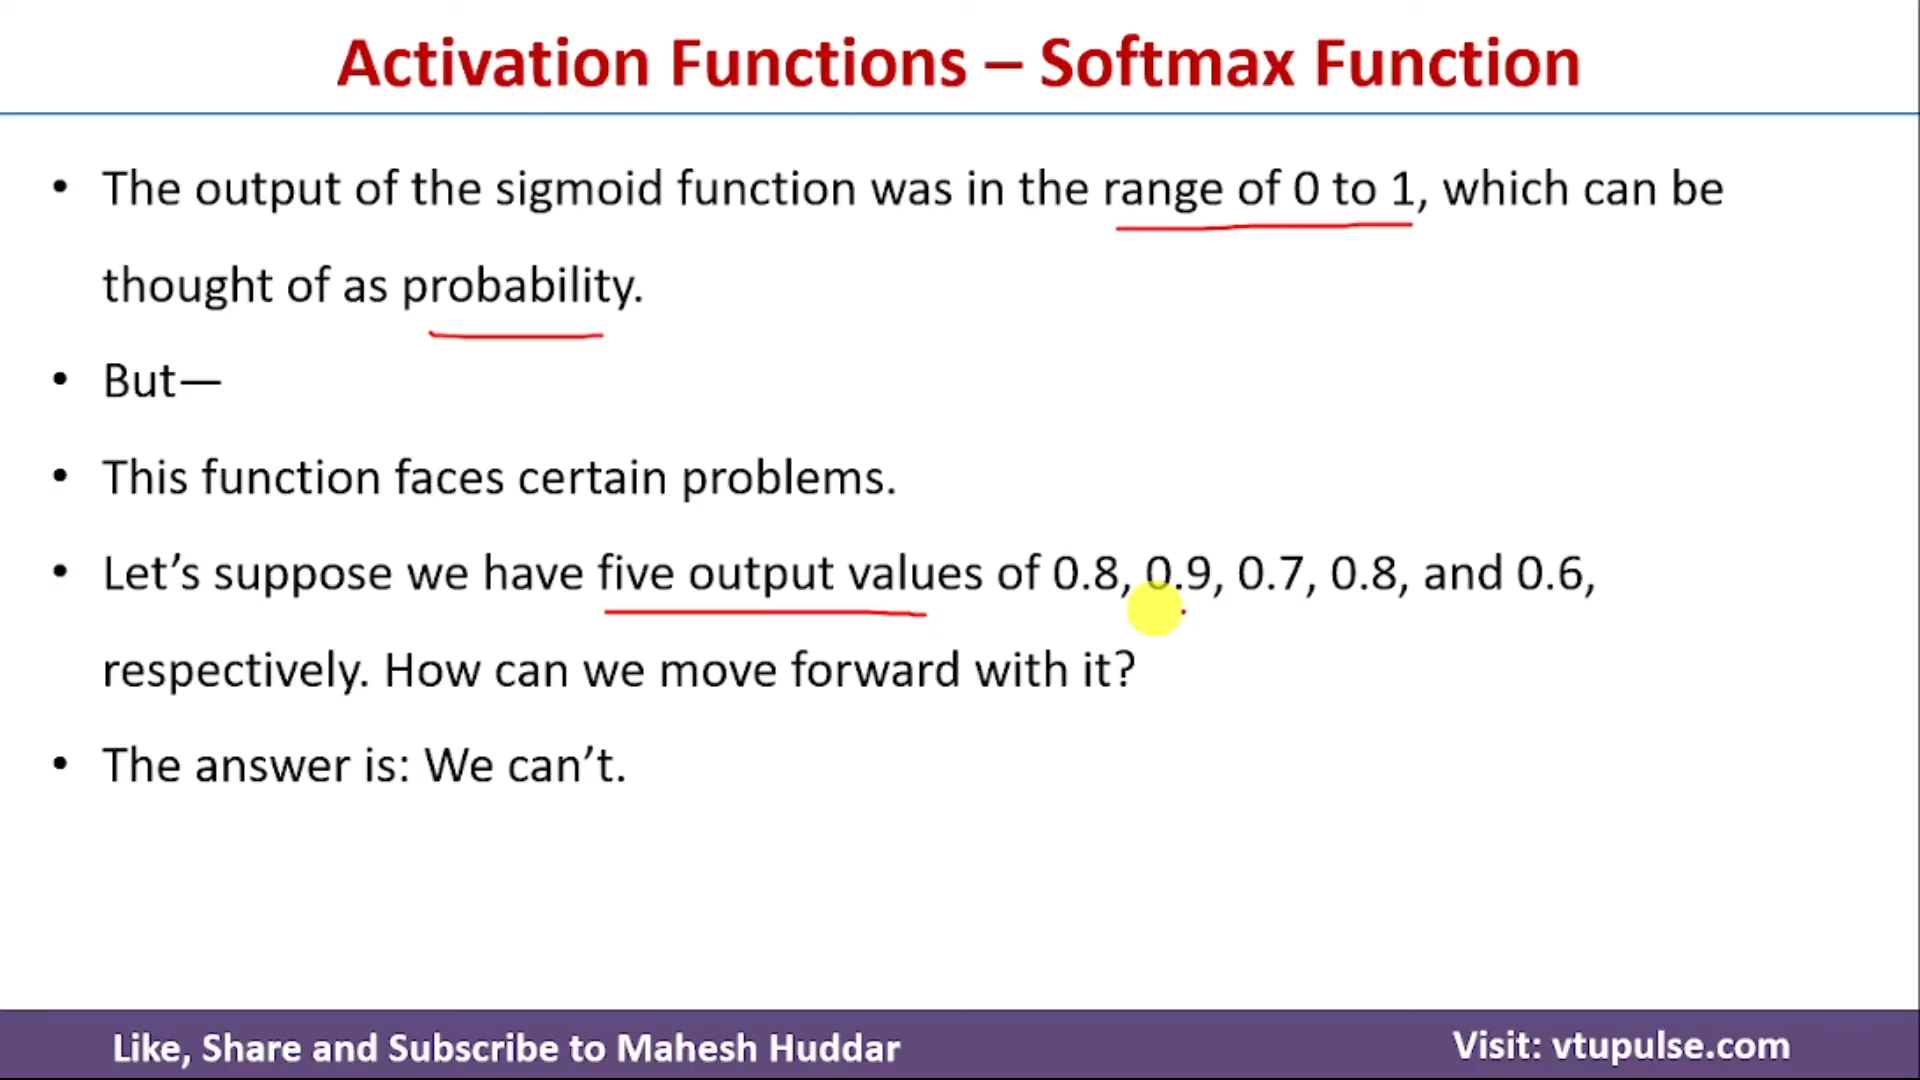 Activation Functions – Softmax Function
• The output of the sigmoid function was in the range of 0 to 1, which can be
thought of as probability.
• But—
• This function faces certain problems.
• Let’s suppose we have five output values of 0.8, 0.9, 0.7, 0.8, and 0.6,
respectively. How can we move forward with it?
• The answer is: We can’t.
Like, Share and Subscribe to Mahesh Huddar
Visit: vtupulse.com